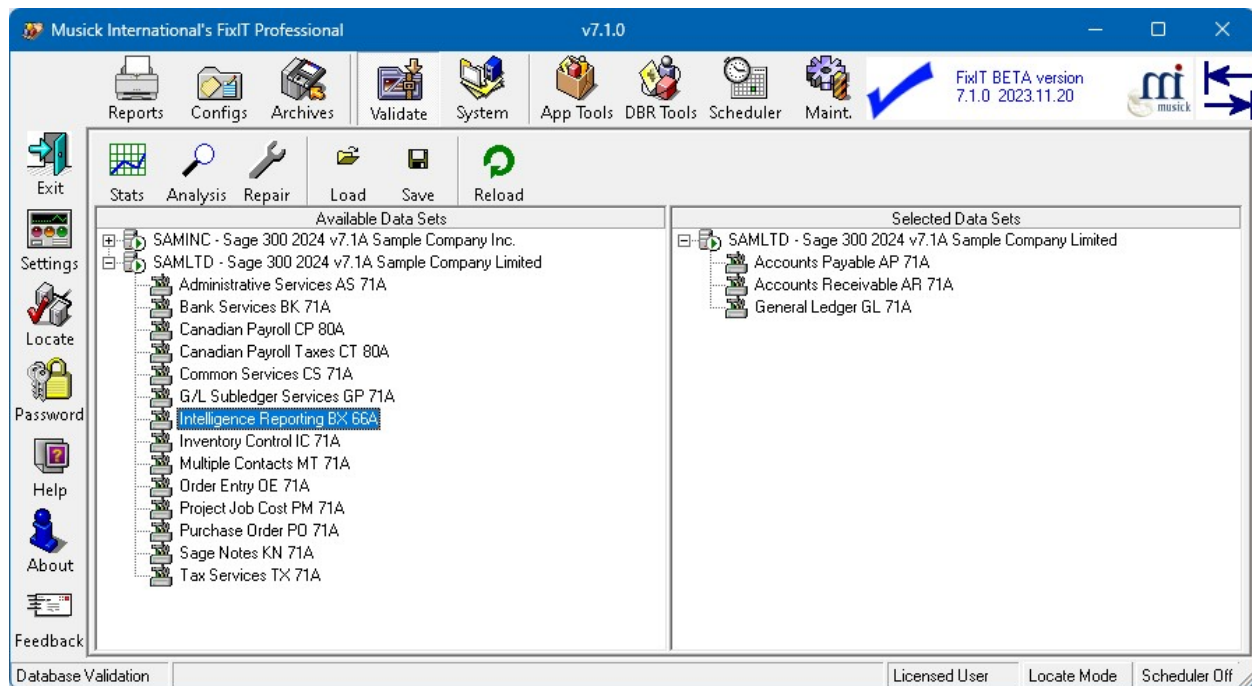 Musick International's FixIT Professional v7.1.0
Reports Configs Archives Validate System App Tools DBR Tools Scheduler Maint.
FixIT BETA version
7.1.0 2023.11.20
mi
musick
Exit
Settings
Locate
Password
Help
About
Feedback
Stats Analysis Repair Load Save Reload
Available Data Sets
SAMINC - Sage 300 2024 v7.1A Sample Company Inc.
SAMLTD - Sage 300 2024 v7.1A Sample Company Limited
Administrative Services AS 71A
Bank Services BK 71A
Canadian Payroll CP 80A
Canadian Payroll Taxes CT 80A
Common Services CS 71A
G/L Subledger Services GP 71A
Intelligence Reporting BX 66A
Inventory Control IC 71A
Multiple Contacts MT 71A
Order Entry OE 71A
Project Job Cost PM 71A
Purchase Order PO 71A
Sage Notes KN 71A
Tax Services TX 71A
Selected Data Sets
SAMLTD - Sage 300 2024 v7.1A Sample Company Limited
Accounts Payable AP 71A
Accounts Receivable AR 71A
General Ledger GL 71A
Database Validation Licensed User Locate Mode Scheduler Off